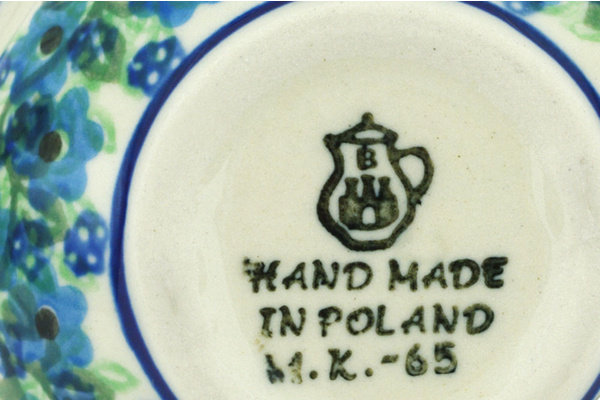 B
HAND MADE
IN POLAND
M.K.-65